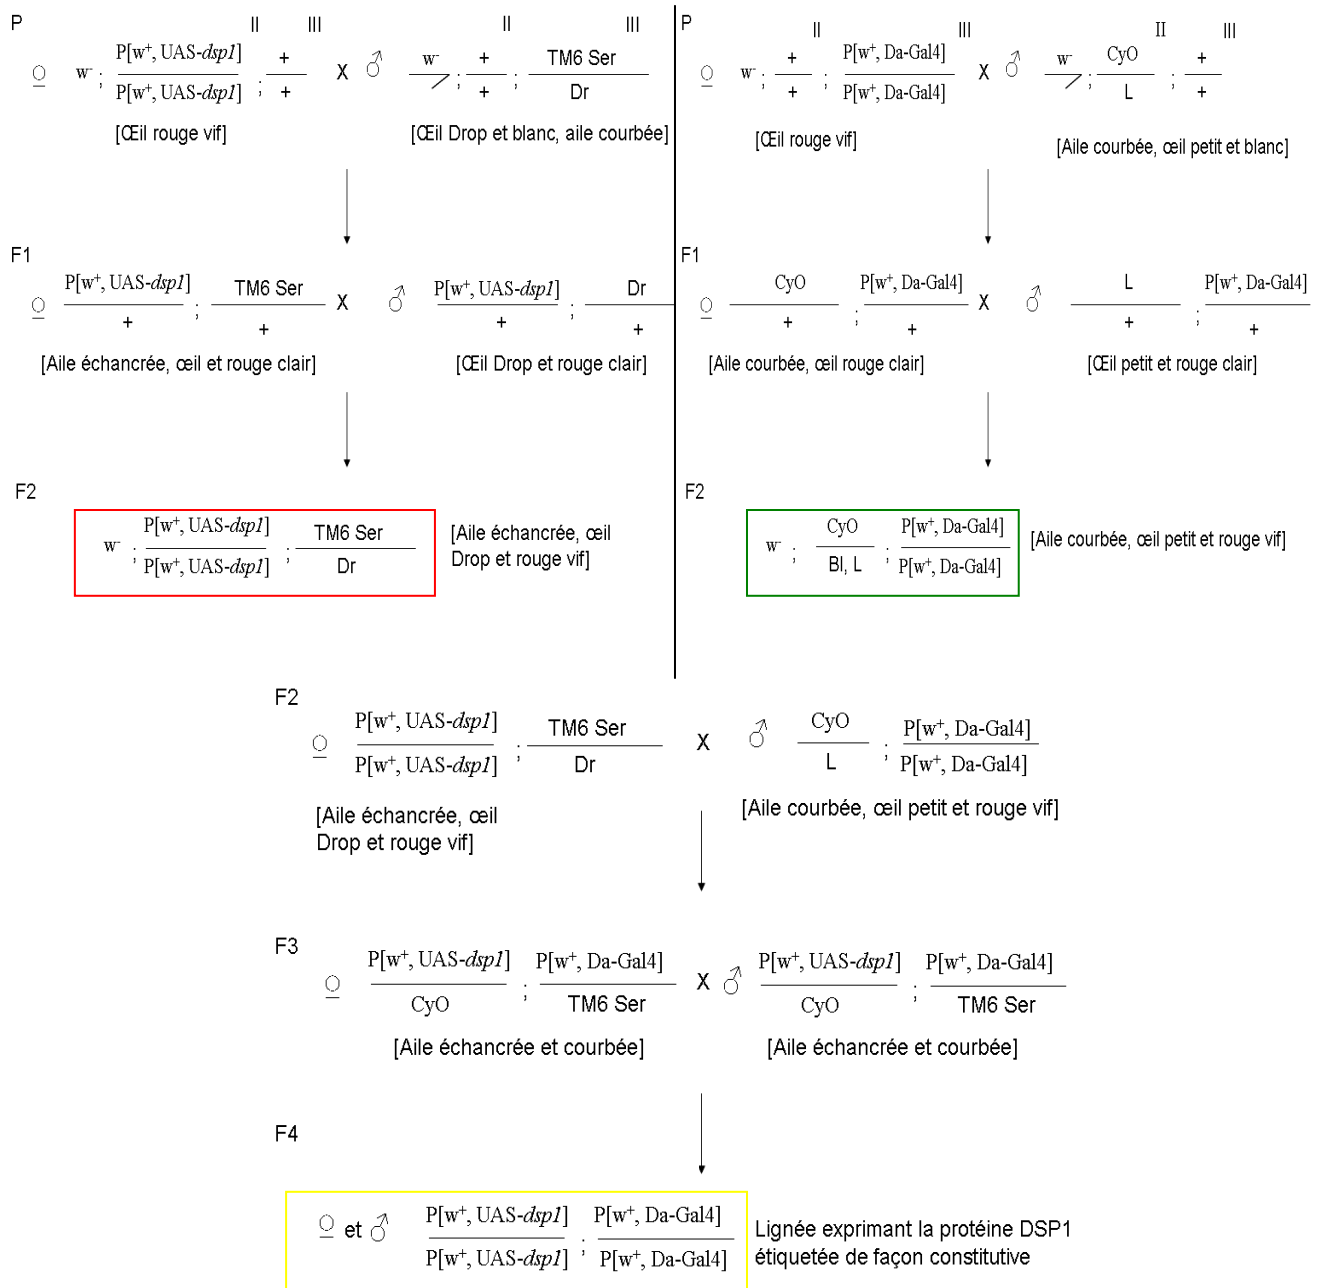 P
II III II III
♀ w⁻ ; P[w⁺, UAS-dsp1] ; + X ♂ w⁻ ; + ; TM6 Ser
P[w⁺, UAS-dsp1] + + Dr
[Œil rouge vif] [Œil Drop et blanc, aile courbée]
F1
♀ P[w⁺, UAS-dsp1] ; TM6 Ser X ♂ P[w⁺, UAS-dsp1] ; Dr
+ + + +
[Aile échancrée, œil et rouge clair] [Œil Drop et rouge clair]
F2
w⁻ ; P[w⁺, UAS-dsp1] ; TM6 Ser
P[w⁺, UAS-dsp1] Dr
[Aile échancrée, œil
Drop et rouge vif]
P
II III II III
♀ w⁻ ; + ; P[w⁺, Da-Gal4] X ♂ w⁻ ; CyO ; +
+ P[w⁺, Da-Gal4] L +
[Œil rouge vif] [Aile courbée, œil petit et blanc]
F1
♀ CyO ; P[w⁺, Da-Gal4] X ♂ L ; P[w⁺, Da-Gal4]
+ + + +
[Aile courbée, œil rouge clair] [Œil petit et rouge clair]
F2
w⁻ ; CyO ; P[w⁺, Da-Gal4]
Bl, L P[w⁺, Da-Gal4]
[Aile courbée, œil petit et rouge vif]
F2
♀ P[w⁺, UAS-dsp1] ; TM6 Ser X ♂ CyO ; P[w⁺, Da-Gal4]
P[w⁺, UAS-dsp1] Dr L P[w⁺, Da-Gal4]
[Aile échancrée, œil
Drop et rouge vif]
[Aile courbée, œil petit et rouge vif]
F3
♀ P[w⁺, UAS-dsp1] ; P[w⁺, Da-Gal4] X ♂ P[w⁺, UAS-dsp1] ; P[w⁺, Da-Gal4]
CyO TM6 Ser CyO TM6 Ser
[Aile échancrée et courbée] [Aile échancrée et courbée]
F4
♀ et ♂ P[w⁺, UAS-dsp1] ; P[w⁺, Da-Gal4]
P[w⁺, UAS-dsp1] P[w⁺, Da-Gal4]
Lignée exprimant la protéine DSP1
étiquetée de façon constitutive